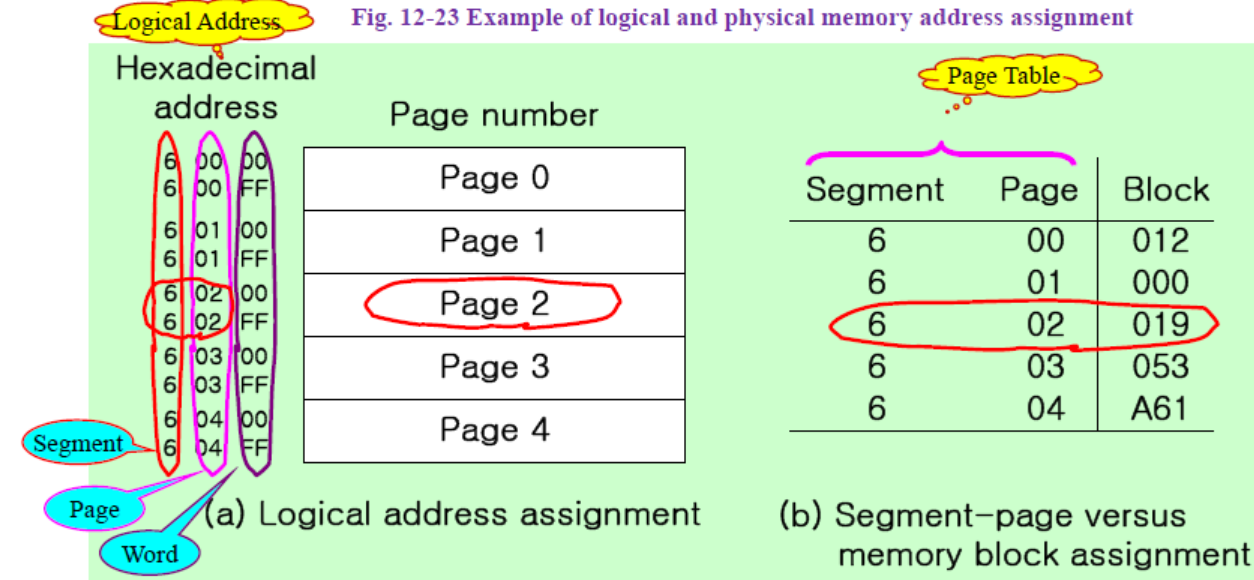 Logical Address
Fig. 12-23 Example of logical and physical memory address assignment
Hexadecimal
address
Page number
6 00 00
6 00 FF
6 01 00
6 01 FF
6 02 00
6 02 FF
6 03 00
6 03 FF
6 04 00
6 04 FF
Page 0
Page 1
Page 2
Page 3
Page 4
Segment
Page
Word
(a) Logical address assignment
Page Table
Segment Page Block
6 00 012
6 01 000
6 02 019
6 03 053
6 04 A61
(b) Segment-page versus
memory block assignment